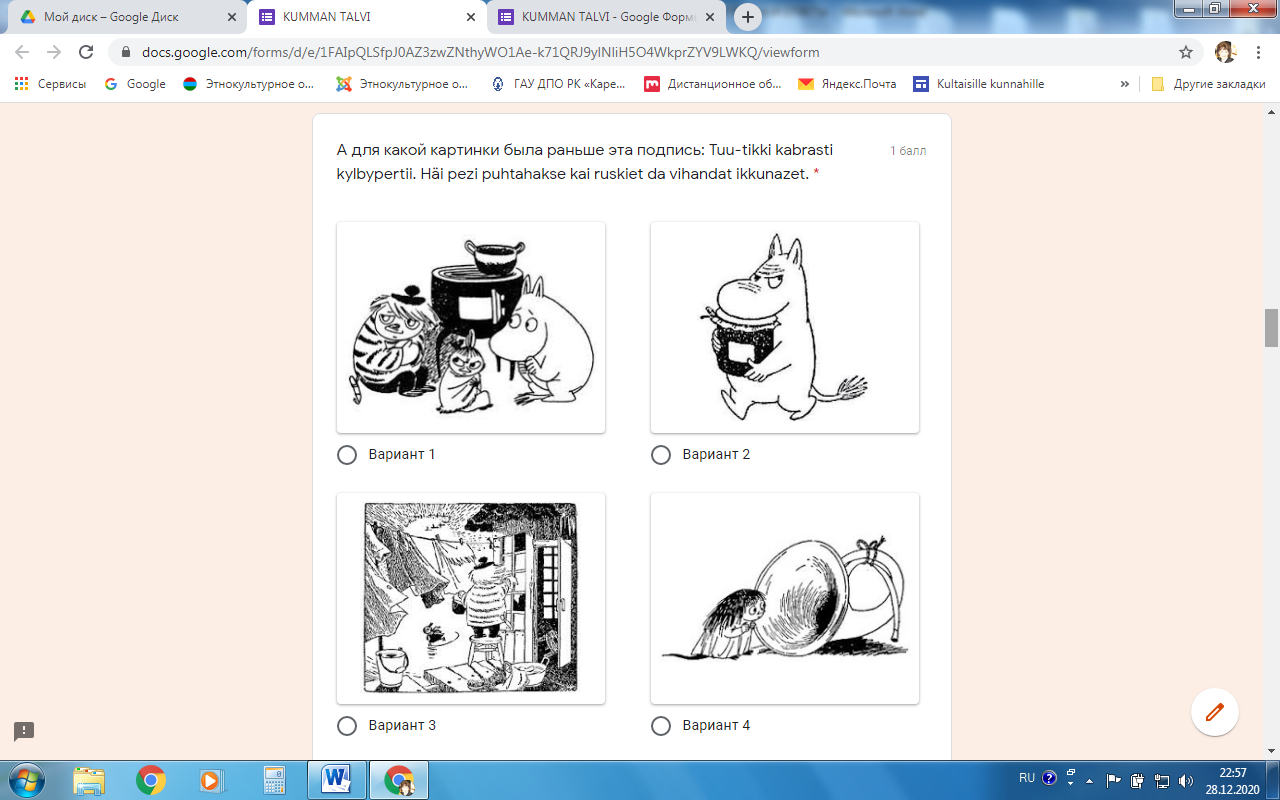 Мой диск – Google Диск
KUMMAN TALVI
KUMMAN TALVI - Google Форм
docs.google.com/forms/d/e/1FAIpQLSfpJ0AZ3zwZNthyWO1Ae-k71QRJ9ylNliH5O4WkprZYV9LWKQ/viewform
Сервисы
Google
Этнокультурное о...
Этнокультурное о...
ГАУ ДПО РК «Каре...
Дистанционное об...
Яндекс.Почта
Kultaisille kunnahille
»
Другие закладки
А для какой картинки была раньше эта подпись: Tuu-tikki kabrasti
1 балл
kylbypertii. Häi pezi puhtahakse kai ruskiet da vihandat ikkunazet. *
Вариант 1
Вариант 2
Вариант 3
Вариант 4
RU
22:57
28.12.2020